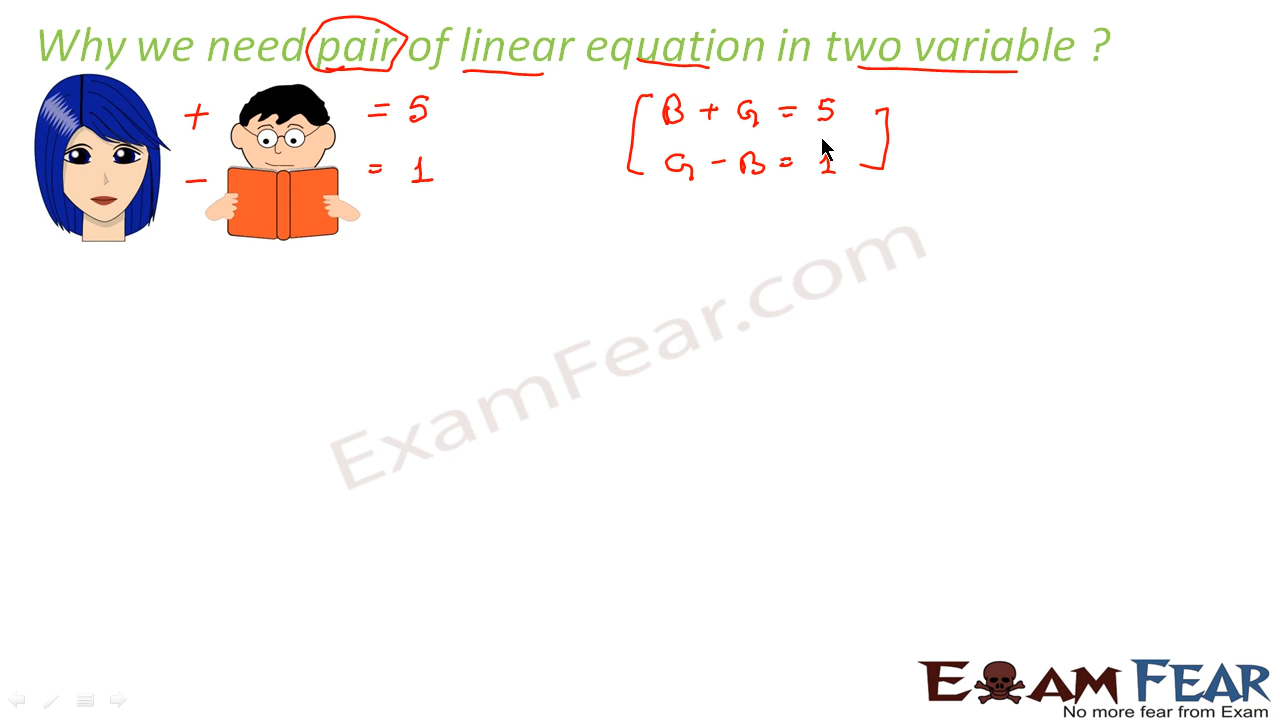 Why we need pair of linear equation in two variable ?
+ = 5
B + G = 5
- = 1
G - B = 1
ExamFear.com
EXAM FEAR
No more fear from Exam